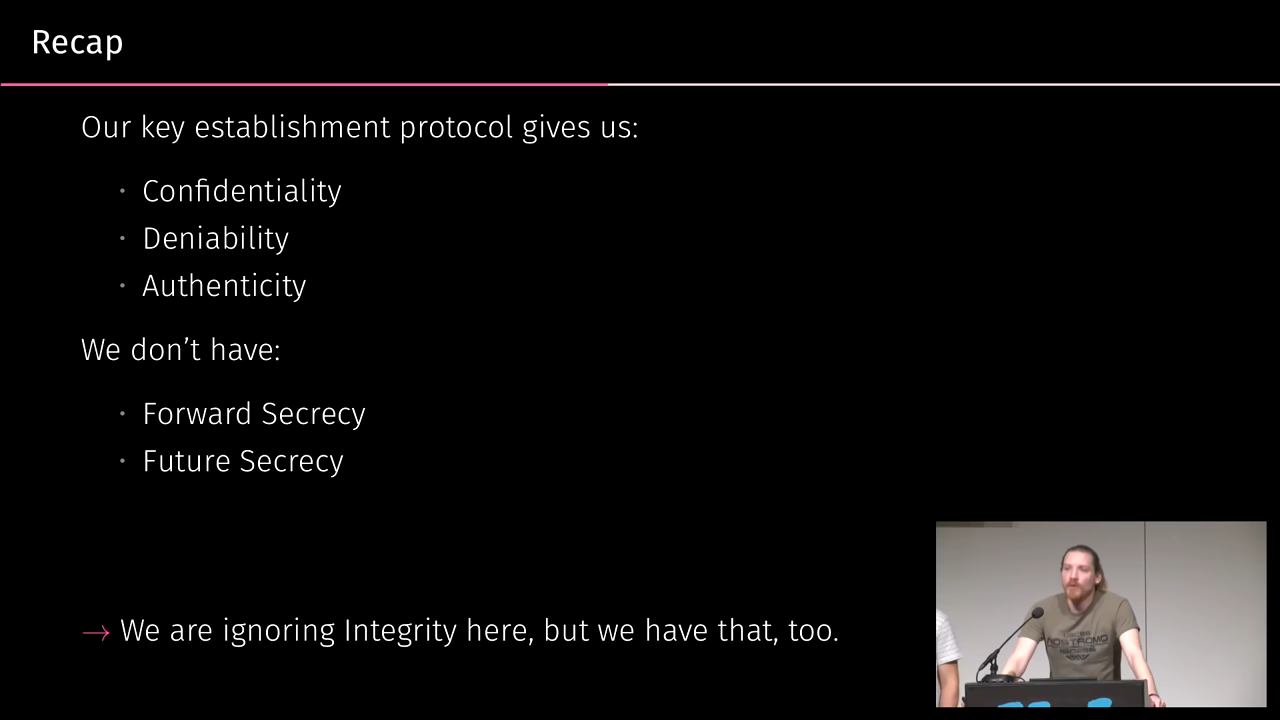 Recap
Our key establishment protocol gives us:
· Confidentiality
· Deniability
· Authenticity
We don’t have:
· Forward Secrecy
· Future Secrecy
→ We are ignoring Integrity here, but we have that, too.
NOSTROMO